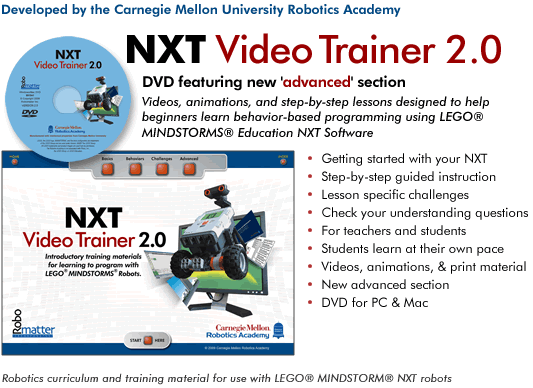 Developed by the Carnegie Mellon University Robotics Academy
NXT
Video Trainer 2.0
NXT Video Trainer 2.0
DVD featuring new 'advanced' section
Videos, animations, and step-by-step lessons designed to help
beginners learn behavior-based programming using LEGO®
MINDSTORMS® Education NXT Software
Robo
matter
DVD
HOME
Basics
Behaviors
Challenges
Advanced
NXT
Video Trainer 2.0
Introductory training materials
for learning to program with
LEGO® MINDSTORMS® Robots.
Robo
matter
START
HERE
Carnegie Mellon
Robotics Academy
© 2008 Carnegie Mellon Robotics Academy
• Getting started with your NXT
• Step-by-step guided instruction
• Lesson specific challenges
• Check your understanding questions
• For teachers and students
• Students learn at their own pace
• Videos, animations, & print material
• New advanced section
• DVD for PC & Mac
Robotics curriculum and training material for use with LEGO® MINDSTORM® NXT robots